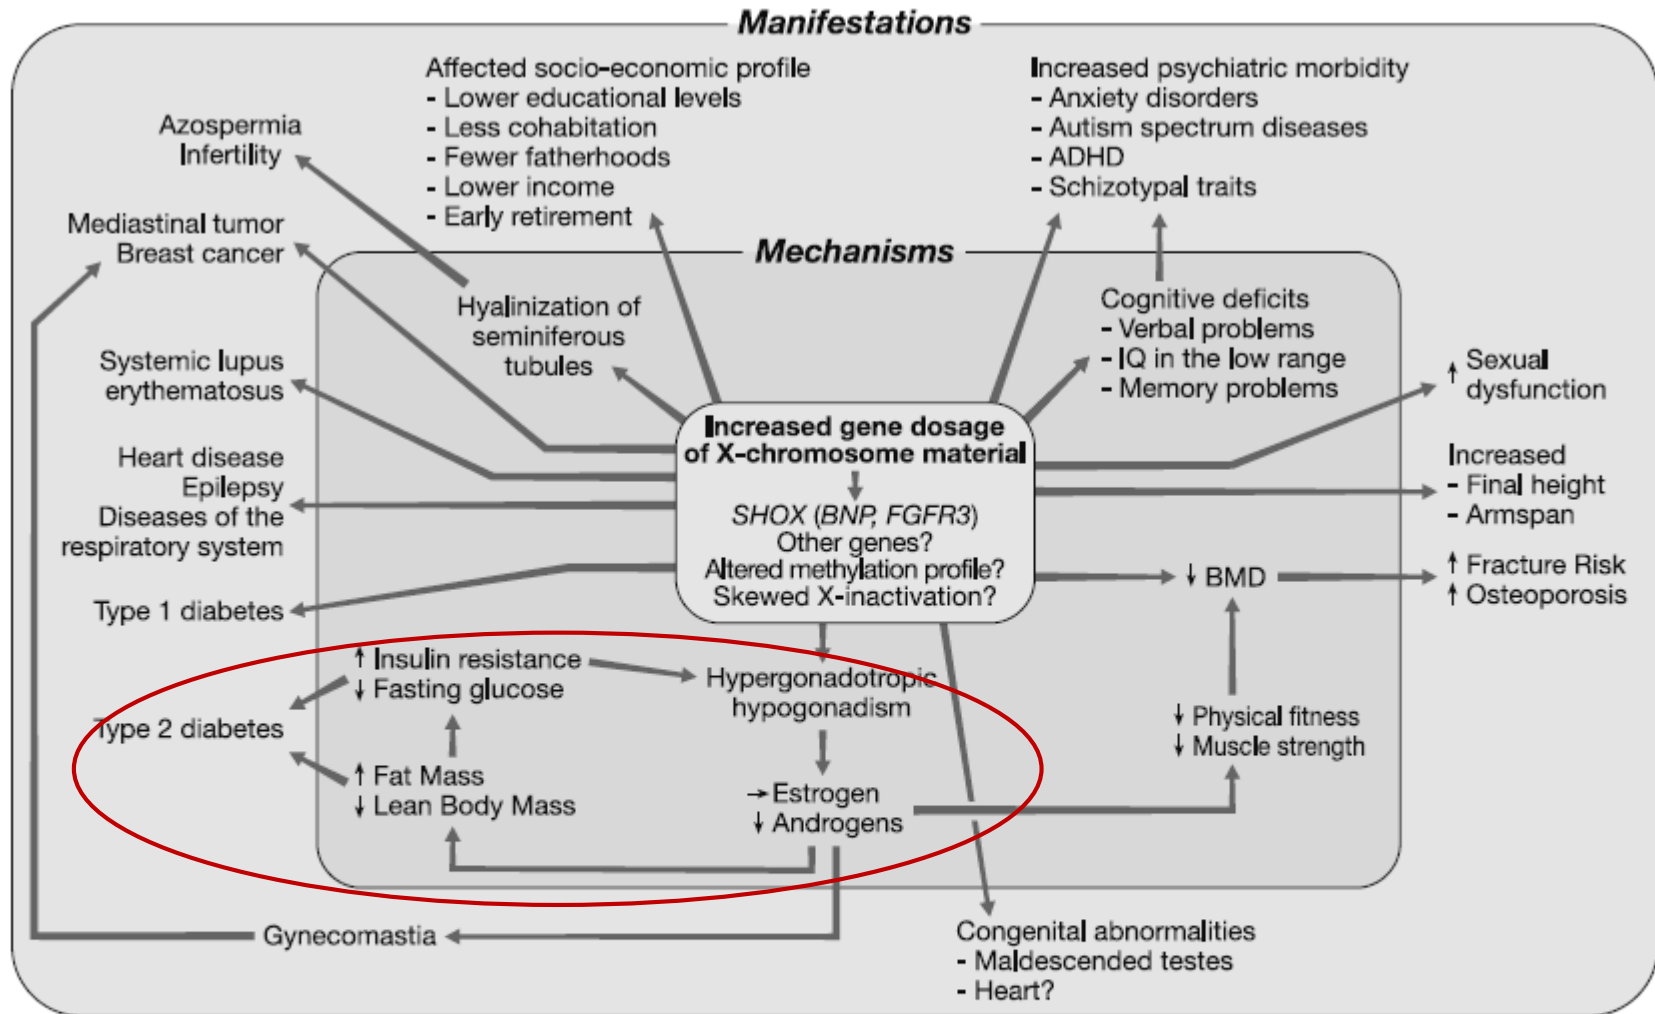 Manifestations
Affected socio-economic profile
- Lower educational levels
- Less cohabitation
- Fewer fatherhoods
- Lower income
- Early retirement
Increased psychiatric morbidity
- Anxiety disorders
- Autism spectrum diseases
- ADHD
- Schizotypal traits
Azospermia
Infertility
Mediastinal tumor
Breast cancer
Mechanisms
Hyalinization of
seminiferous
tubules
Cognitive deficits
- Verbal problems
- IQ in the low range
- Memory problems
Systemic lupus
erythematosus
↑ Sexual
dysfunction
Increased gene dosage
of X-chromosome material
SHOX (BNP, FGFR3)
Other genes?
Altered methylation profile?
Skewed X-inactivation?
Heart disease
Epilepsy
Diseases of the
respiratory system
Increased
- Final height
- Armspan
↓ BMD
↑ Fracture Risk
↑ Osteoporosis
Type 1 diabetes
↑ Insulin resistance
↓ Fasting glucose
Hypergonadotropic
hypogonadism
Type 2 diabetes
↓ Physical fitness
↓ Muscle strength
↑ Fat Mass
↓ Lean Body Mass
→ Estrogen
↓ Androgens
Gynecomastia
Congenital abnormalities
- Maldescended testes
- Heart?